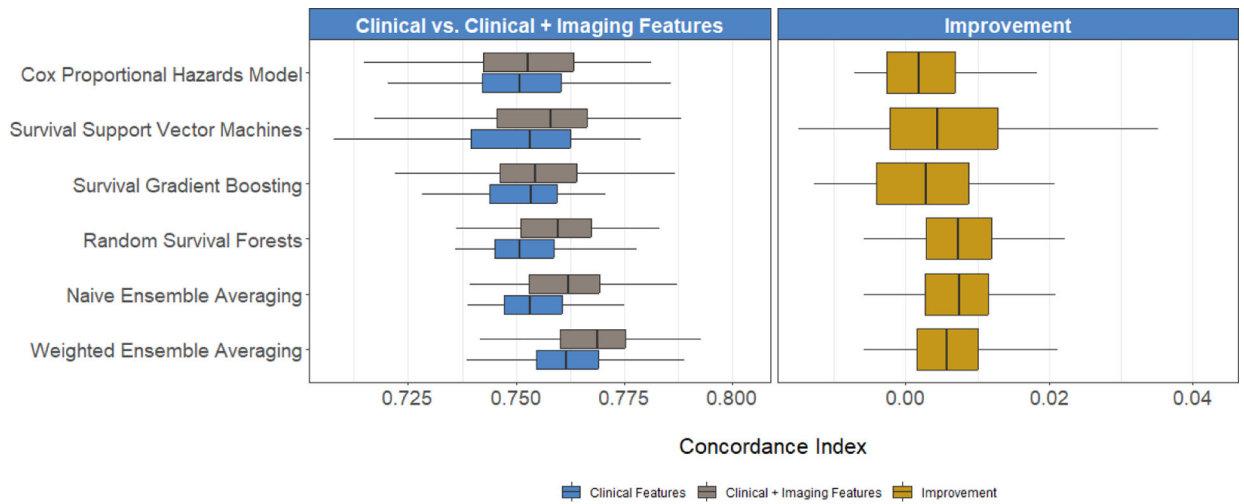 Clinical vs. Clinical + Imaging Features
Improvement
Cox Proportional Hazards Model
Survival Support Vector Machines
Survival Gradient Boosting
Random Survival Forests
Naive Ensemble Averaging
Weighted Ensemble Averaging
0.725 0.750 0.775 0.800
0.00 0.02 0.04
Concordance Index
Clinical Features Clinical + Imaging Features Improvement